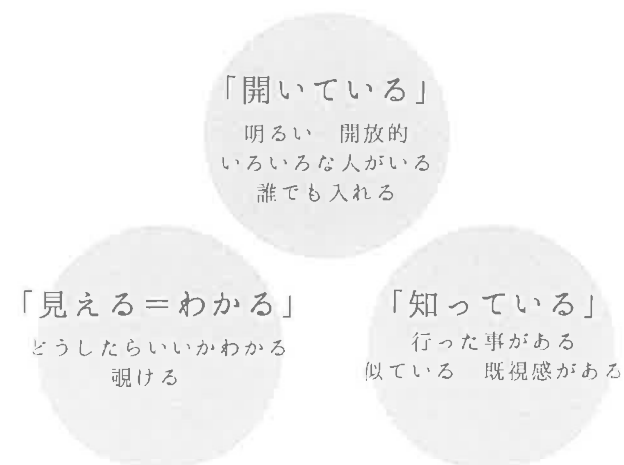 「開いている」
明るい　開放的
いろいろな人がいる
誰でも入れる
「見える＝わかる」
どうしたらいいかわかる
覗ける
「知っている」
行った事がある
似ている　既視感がある